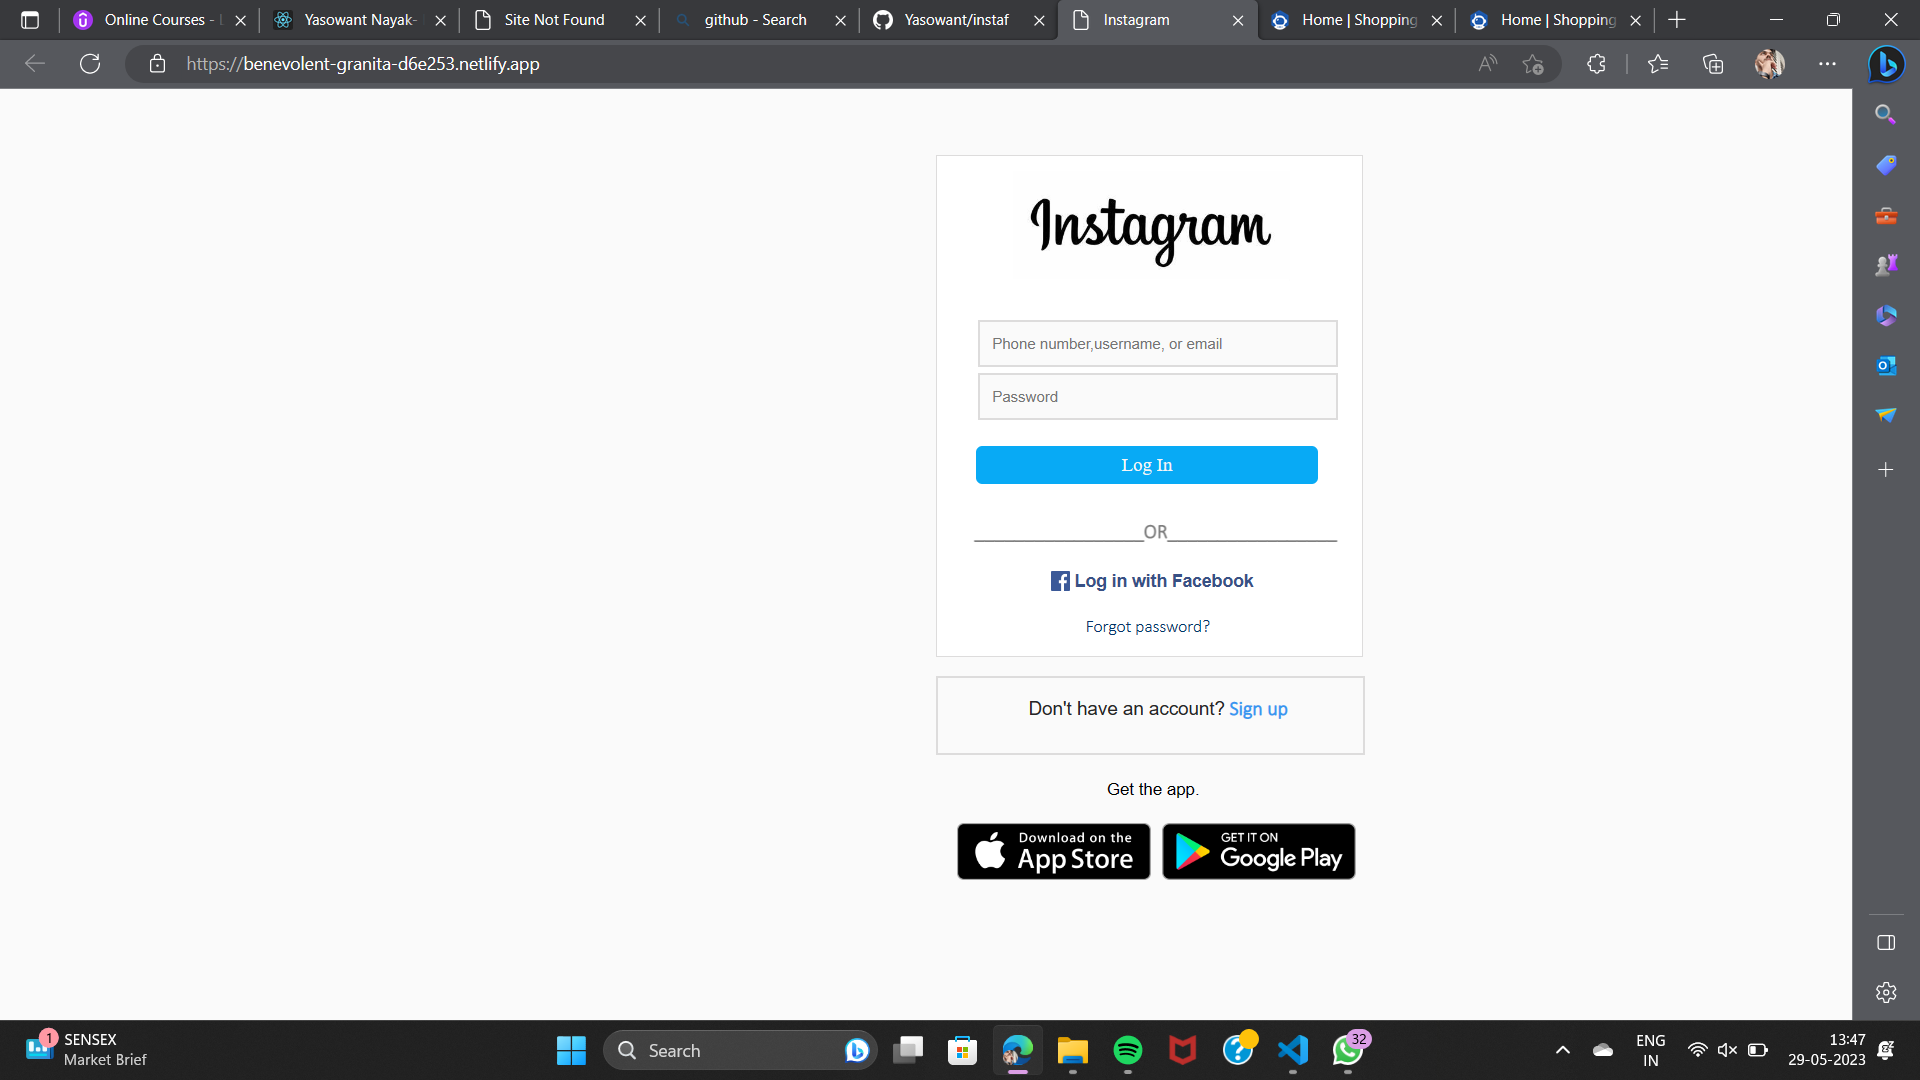 Online Courses - L
Yasowant Nayak-
Site Not Found
github - Search
Yasowant/instaf
Instagram
Home | Shopping
Home | Shopping
https://benevolent-granita-d6e253.netlify.app
Instagram
Phone number,username, or email
Password
Log In
OR
Log in with Facebook
Forgot password?
Don't have an account? Sign up
Get the app.
Download on the
App Store
GET IT ON
Google Play
1
SENSEX
Market Brief
Search
32
ENG
IN
13:47
29-05-2023